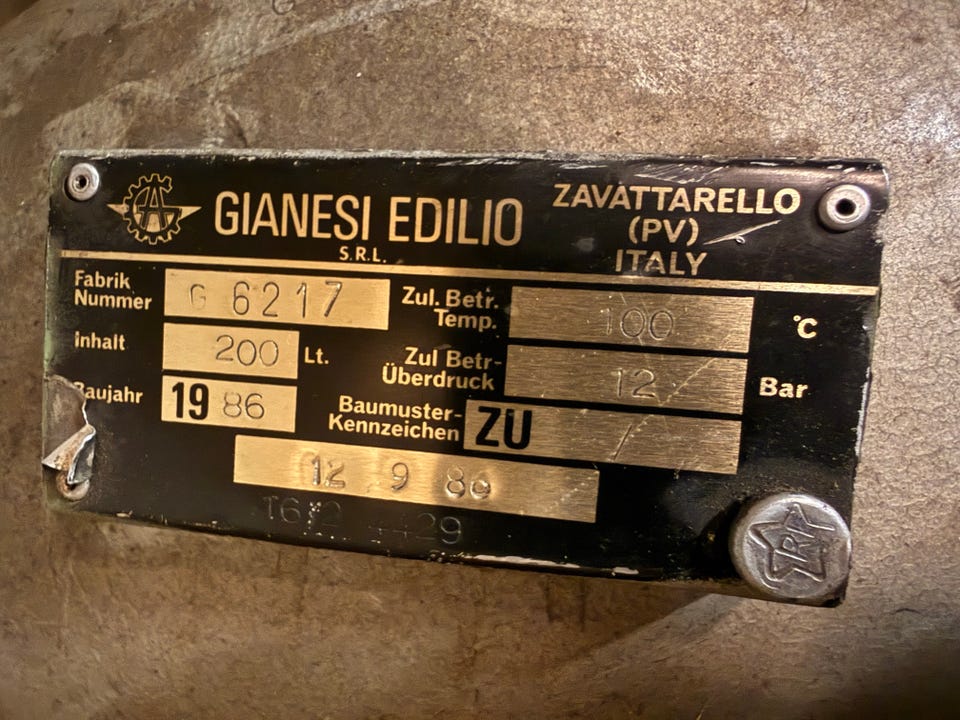 GIANESI EDILIO
S.R.L.
ZAVATTARELLO
(PV)
ITALY
Fabrik
Nummer
G 6217
Zul. Betr.
Temp.
100
°C
Inhalt
200
Lt.
Zul Betr-
Überdruck
12
Bar
Baujahr
19 86
Baumuster-
Kennzeichen
ZU /
12 9 86